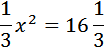 1/3 x² = 16 1/3